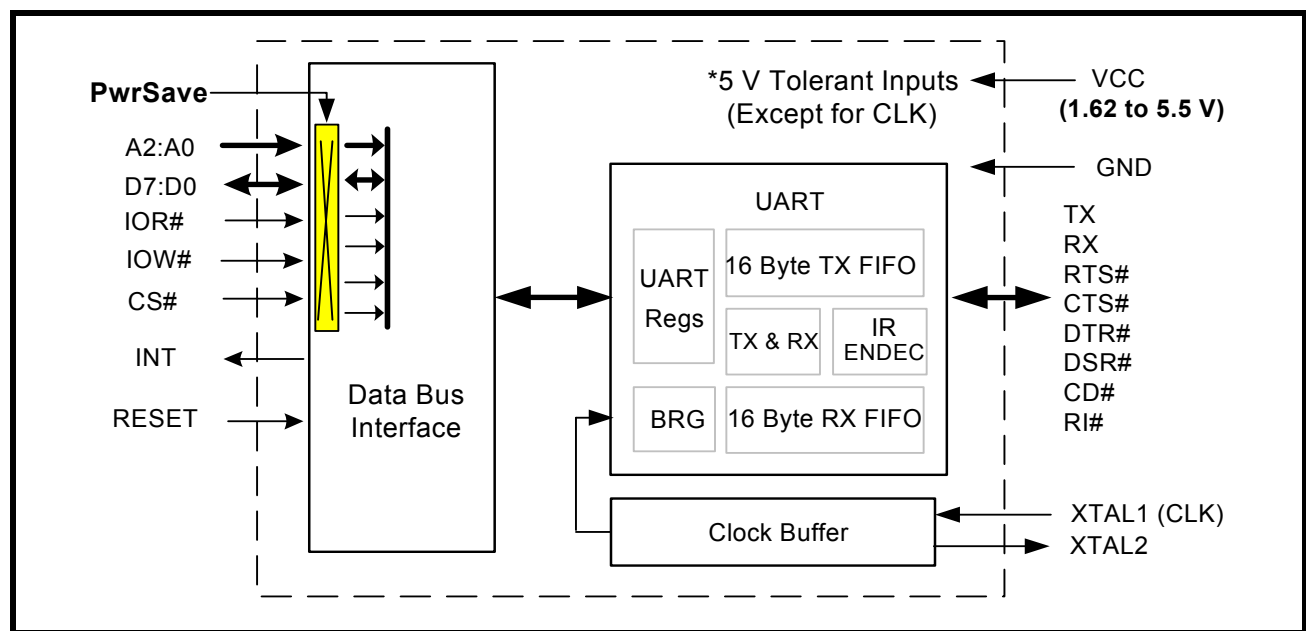 PwrSave
A2:A0
D7:D0
IOR#
IOW#
CS#
INT
RESET
Data Bus
Interface
*5 V Tolerant Inputs
(Except for CLK)
VCC
(1.62 to 5.5 V)
GND
UART
UART
Regs
16 Byte TX FIFO
TX & RX
IR
ENDEC
BRG
16 Byte RX FIFO
TX
RX
RTS#
CTS#
DTR#
DSR#
CD#
RI#
Clock Buffer
XTAL1 (CLK)
XTAL2